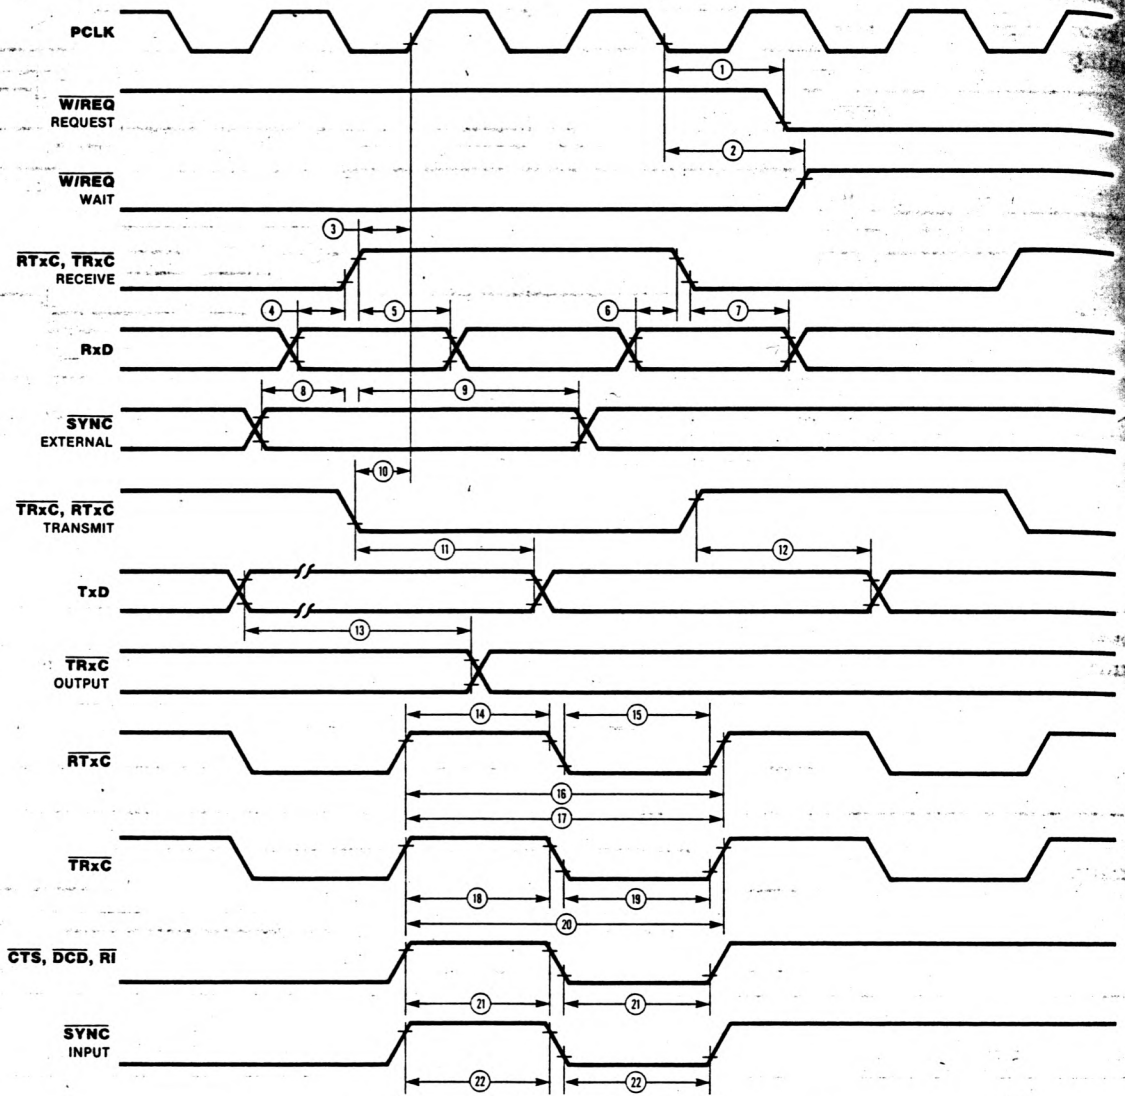 PCLK
1
W/REQ
REQUEST
2
W/REQ
WAIT
3
RTxC, TRxC
RECEIVE
4 5 6 7
RxD
8 9
SYNC
EXTERNAL
10
TRxC, RTxC
TRANSMIT
11 12
TxD
13
TRxC
OUTPUT
14 15
RTxC
16
17
TRxC
18 19
20
CTS, DCD, RI
21 21
SYNC
INPUT
22 22